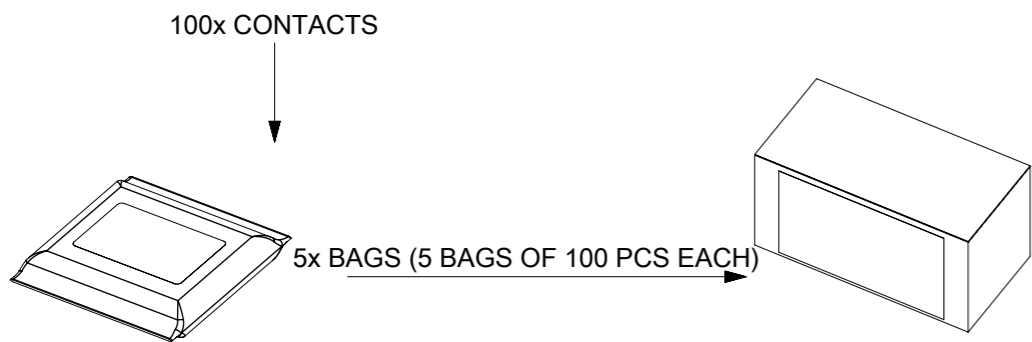 100x CONTACTS
5x BAGS (5 BAGS OF 100 PCS EACH)